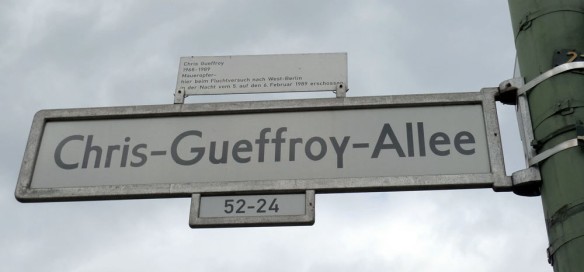 Chris Gueffroy
1968-1989
Maueropfer-
hier beim Fluchtversuch nach West-Berlin
der Nacht vom 5. auf den 6. Februar 1989 erschossen
Chris-Gueffroy-Allee
52-24